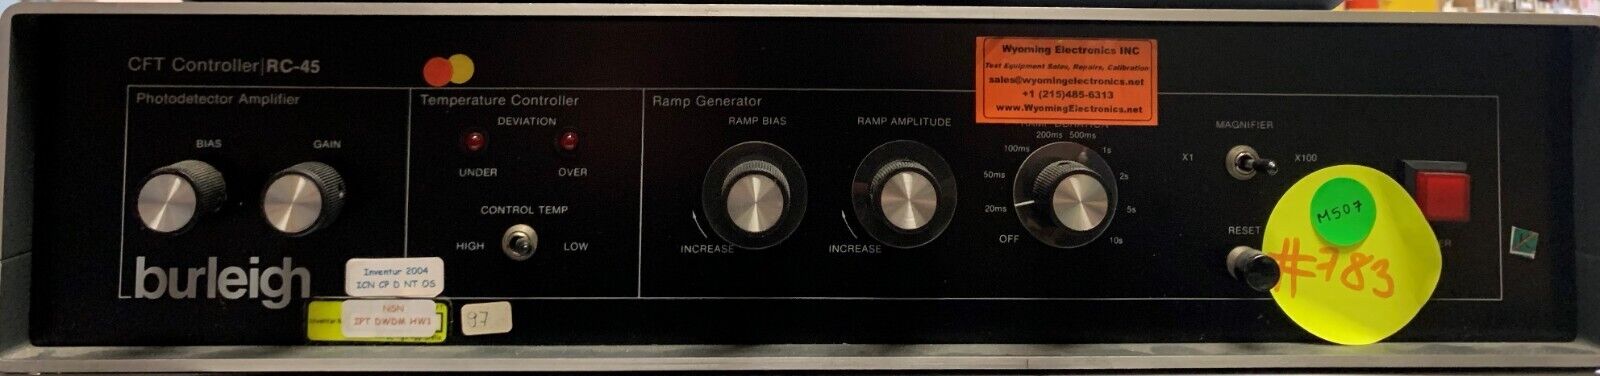 CFT Controller|RC-45
Photodetector Amplifier
BIAS
GAIN
burleigh
Temperature Controller
DEVIATION
UNDER
OVER
CONTROL TEMP
HIGH
LOW
Inventur 2004
ICN CP D NT OS
NSN
IPT DWDM HW1
97
Ramp Generator
RAMP BIAS
INCREASE
RAMP AMPLITUDE
INCREASE
Wyoming Electronics INC
Test Equipment Sales, Repairs, Calibration
sales@wyomingelectronics.net
+1 (215)485-6313
www.WyomingElectronics.net
RAMP DURATION
200ms 500ms
100ms
1s
50ms
2s
20ms
5s
OFF
10s
MAGNIFIER
X1
X100
RESET
M507
#783